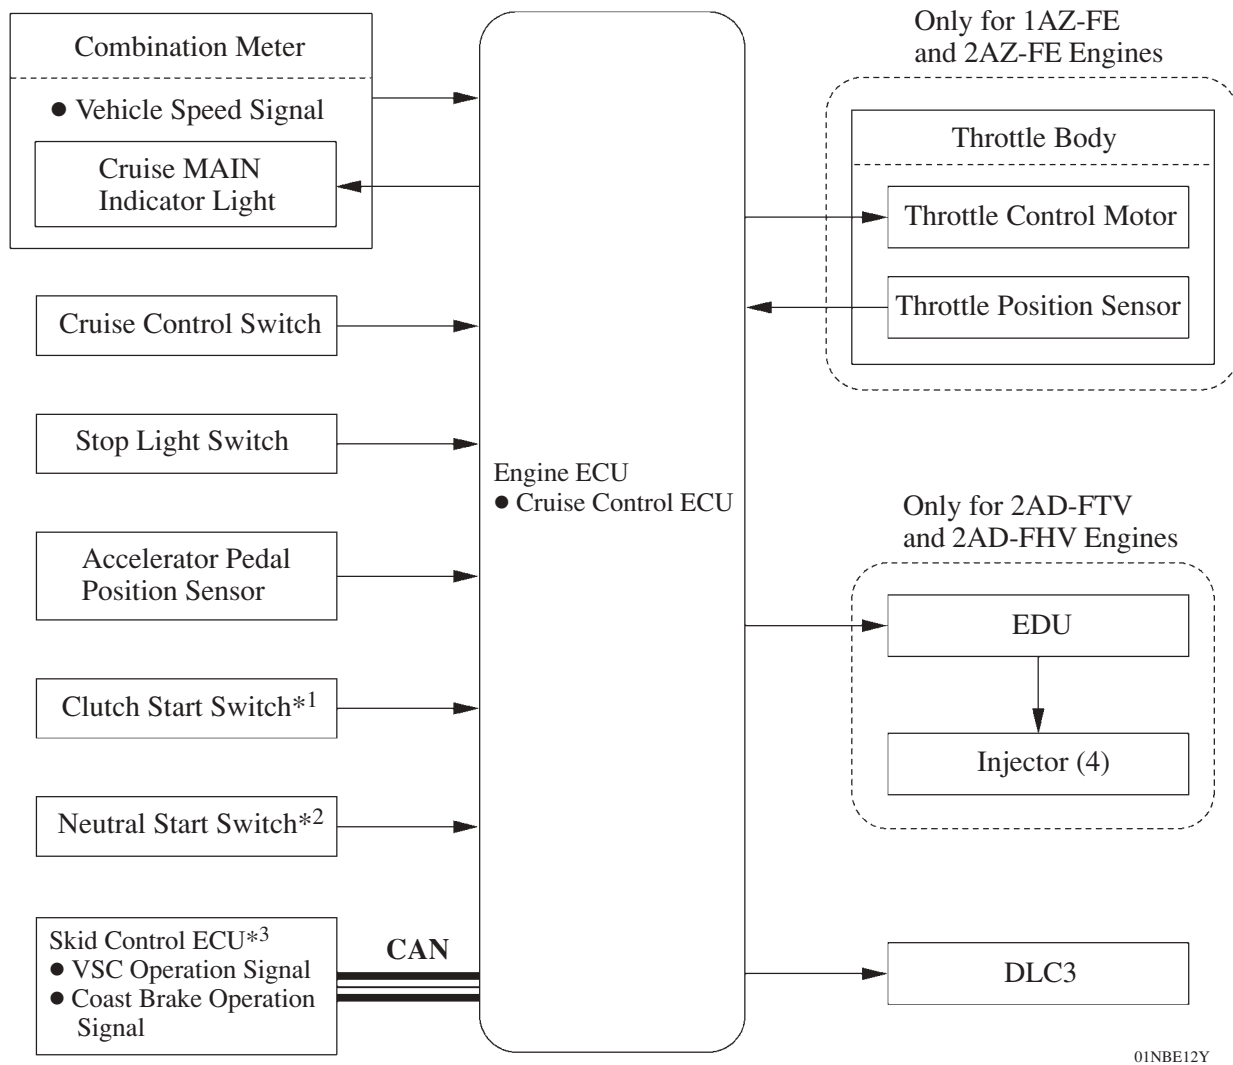 Combination Meter
● Vehicle Speed Signal
Cruise MAIN
Indicator Light
Cruise Control Switch
Stop Light Switch
Accelerator Pedal
Position Sensor
Clutch Start Switch*1
Neutral Start Switch*2
Skid Control ECU*3
● VSC Operation Signal
● Coast Brake Operation
Signal
CAN
Engine ECU
● Cruise Control ECU
Only for 1AZ-FE
and 2AZ-FE Engines
Throttle Body
Throttle Control Motor
Throttle Position Sensor
Only for 2AD-FTV
and 2AD-FHV Engines
EDU
Injector (4)
DLC3
01NBE12Y